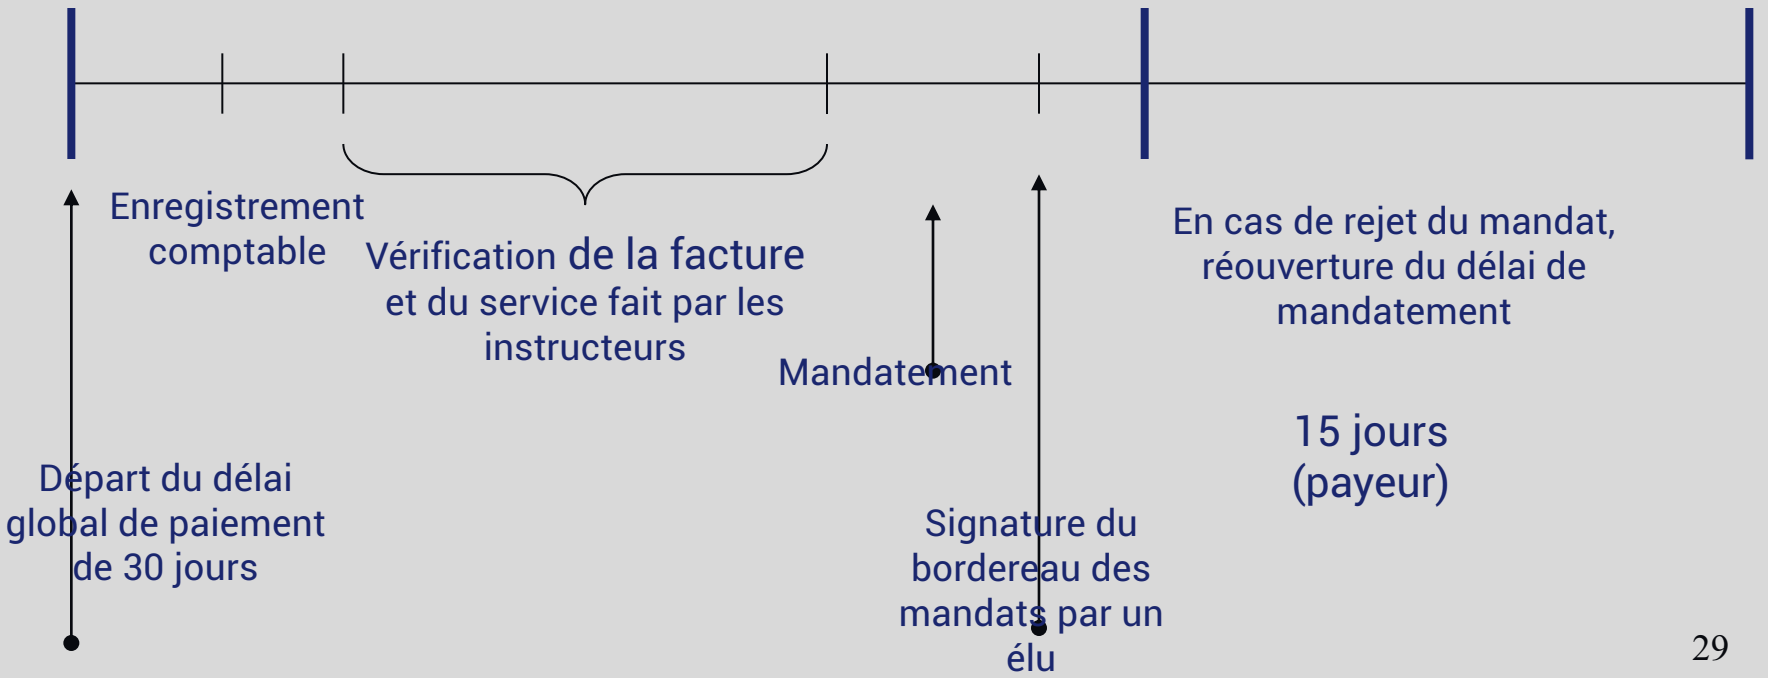 Enregistrement
comptable
Vérification de la facture
et du service fait par les
instructeurs
En cas de rejet du mandat,
réouverture du délai de
mandatement
Mandatement
15 jours
(payeur)
Départ du délai
global de paiement
de 30 jours
Signature du
bordereau des
mandats par un
élu
29